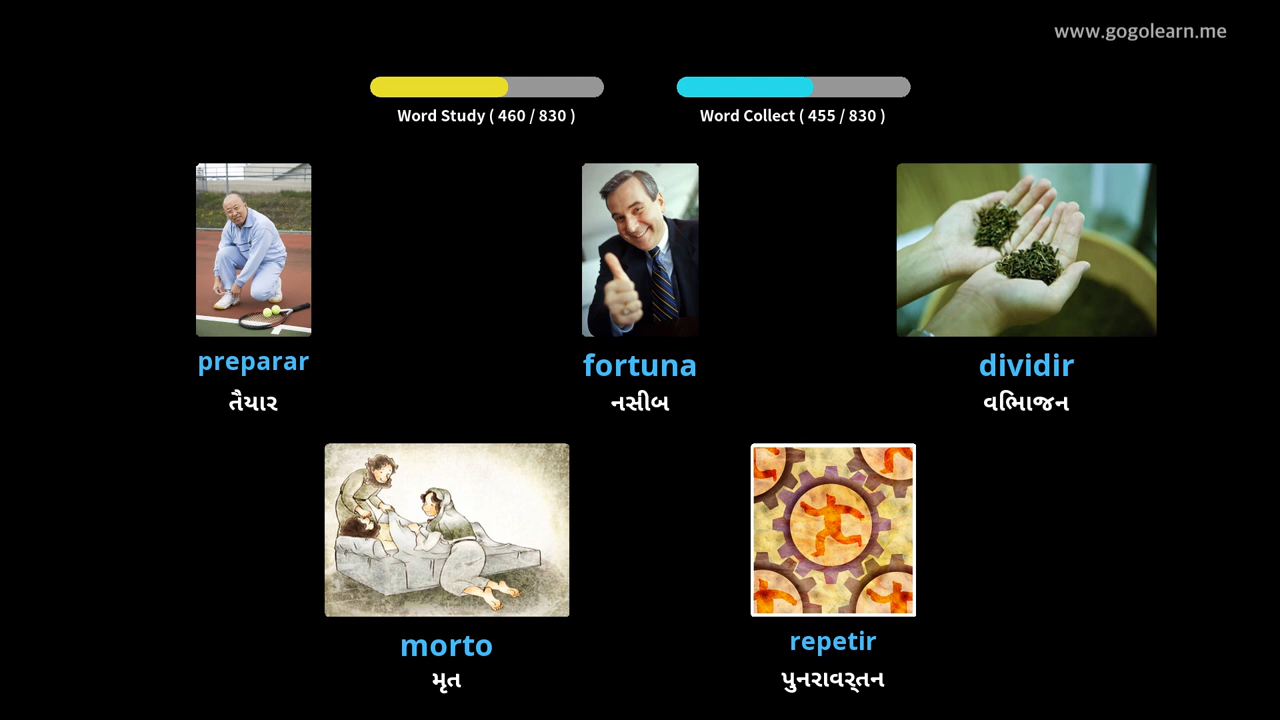 www.gogolearn.me
Word Study ( 460 / 830 )
Word Collect ( 455 / 830 )
preparar
તૈયાર
fortuna
નસીબ
dividir
વિભાજન
morto
મૃત
repetir
પુનરાવર્તન